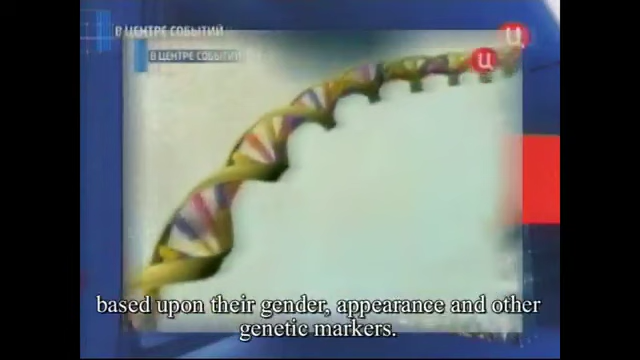 В ЦЕНТРЕ СОБЫТИЙ
В ЦЕНТРЕ СОБЫТИЙ
based upon their gender, appearance and other
genetic markers.